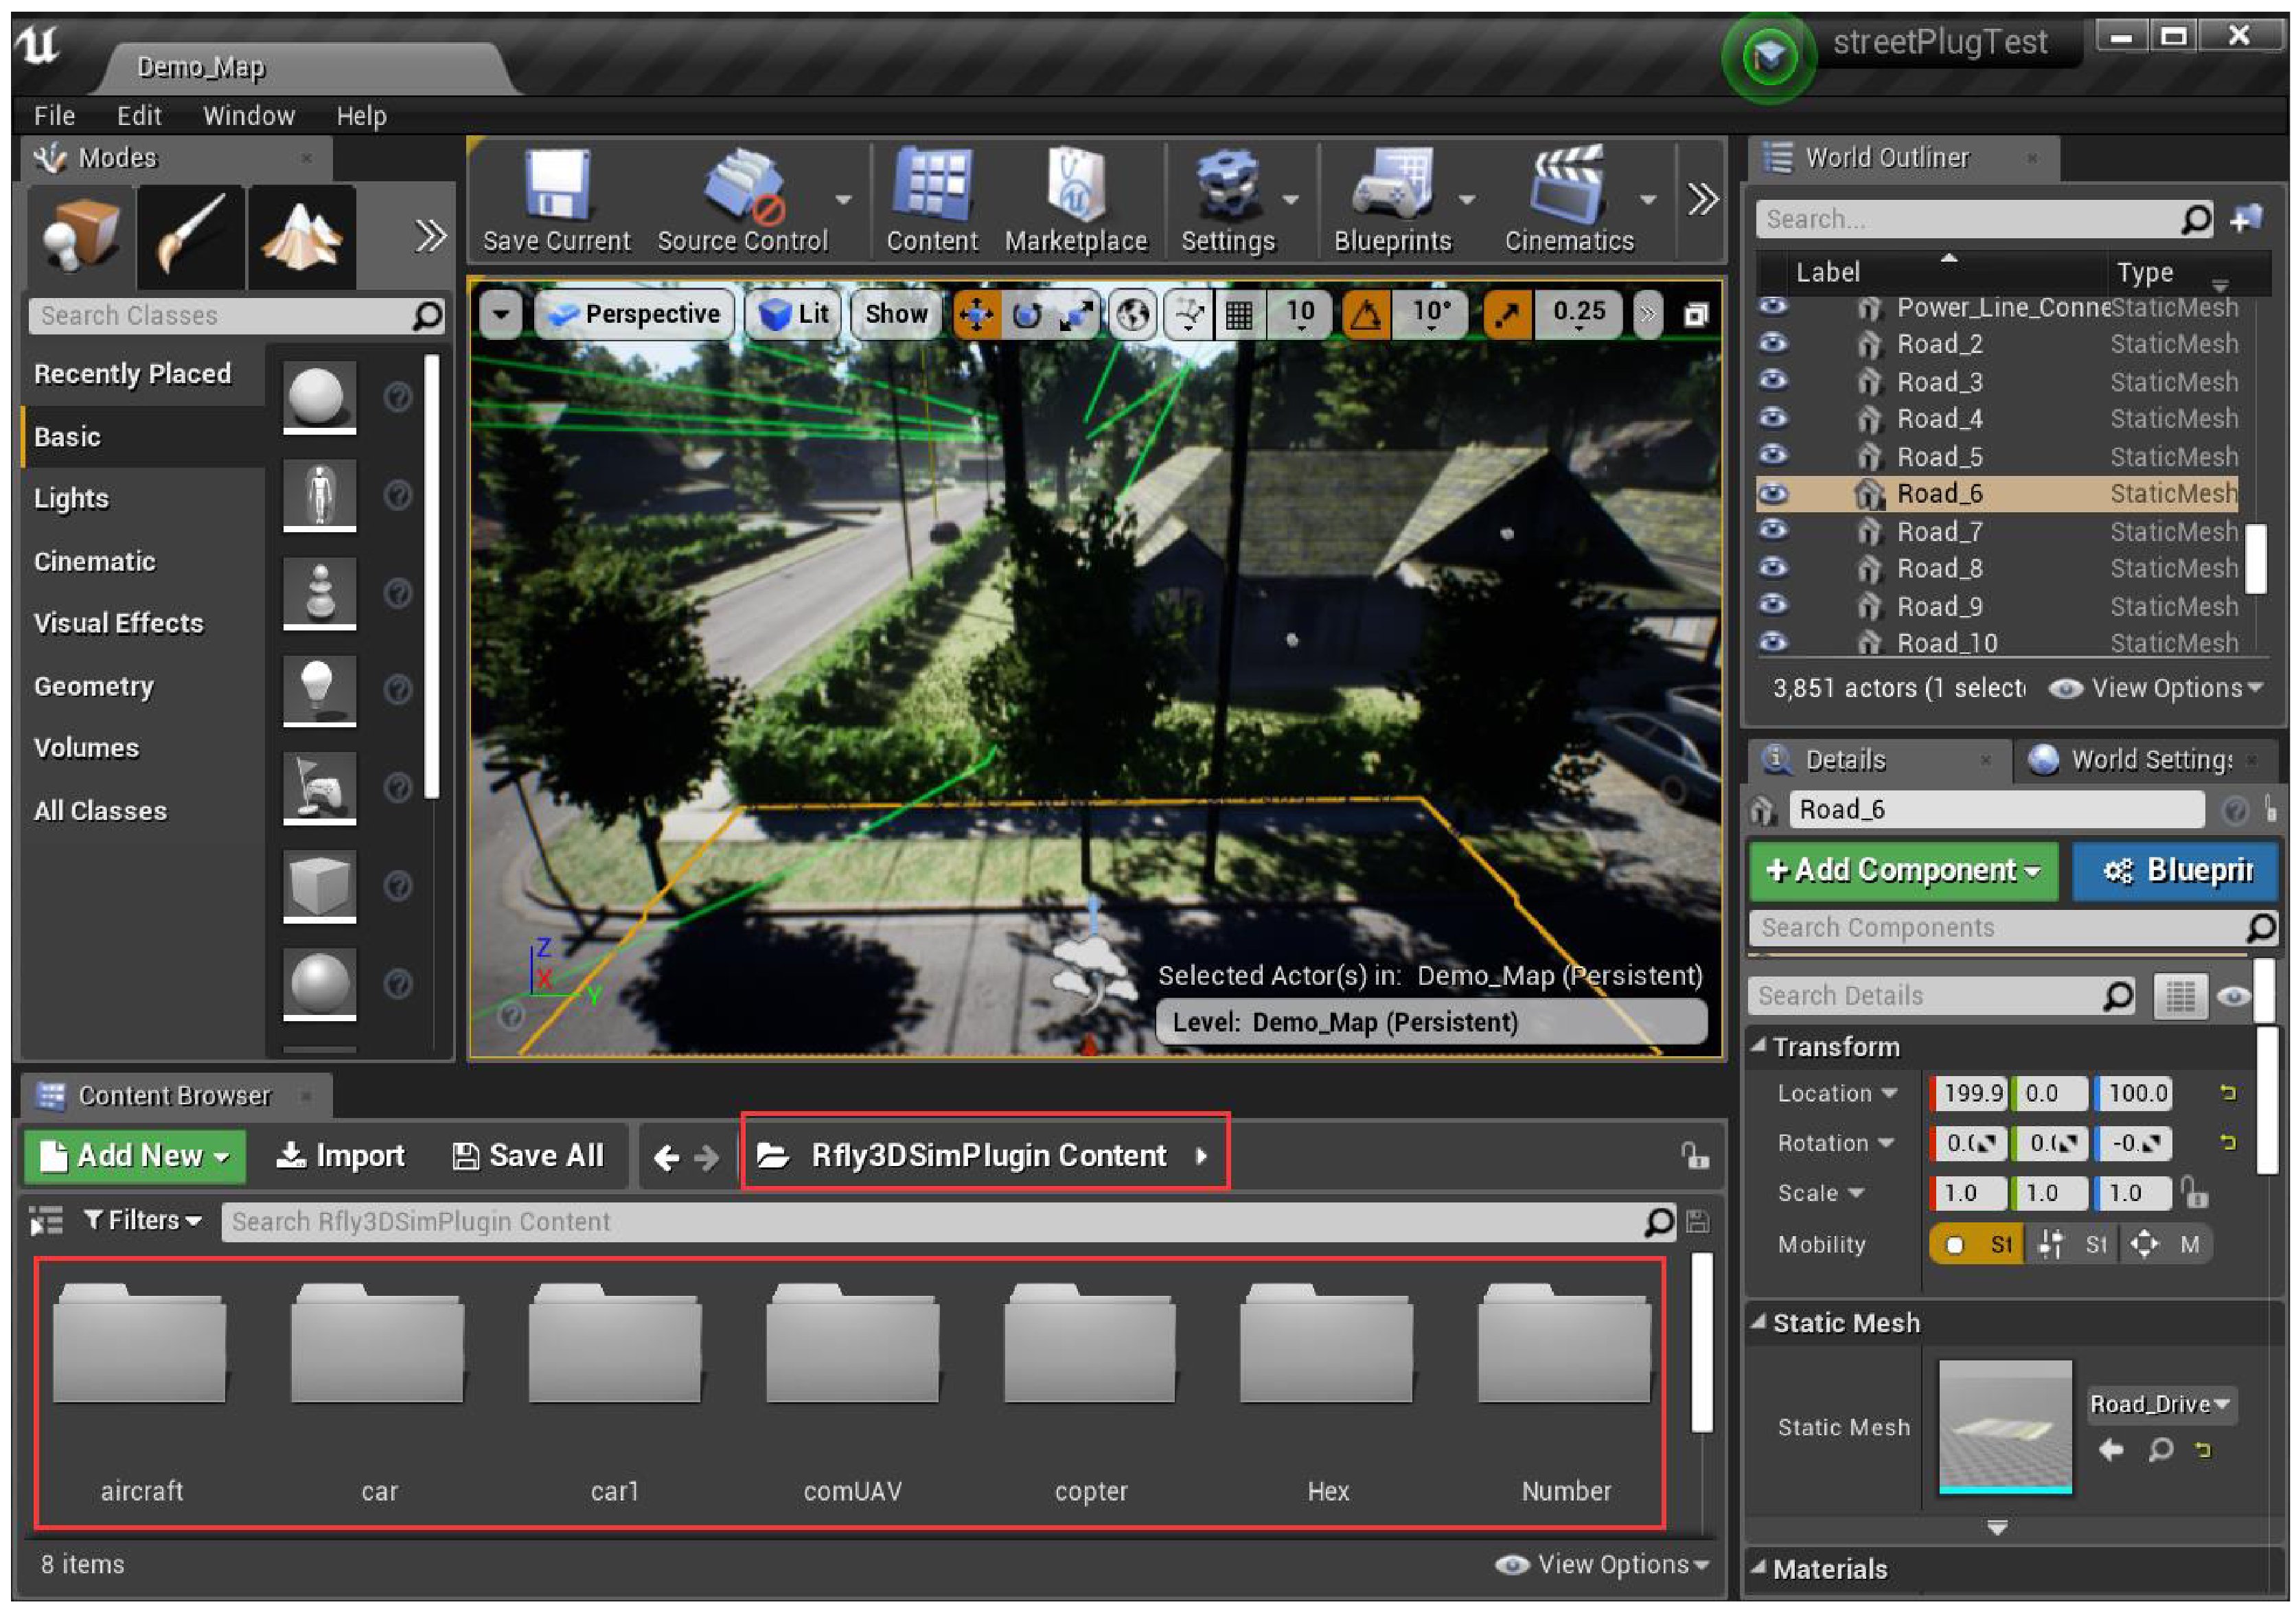 streetPlugTest
Demo_Map
File Edit Window Help
Modes
Search Classes
Recently Placed
Basic
Lights
Cinematic
Visual Effects
Geometry
Volumes
All Classes
Save Current Source Control Content Marketplace Settings Blueprints Cinematics
Perspective Lit Show 10 10° 0.25
Z
X
Y
Selected Actor(s) in: Demo_Map (Persistent)
Level: Demo_Map (Persistent)
World Outliner
Search...
Label Type
Power_Line_Conne StaticMesh
Road_2 StaticMesh
Road_3 StaticMesh
Road_4 StaticMesh
Road_5 StaticMesh
Road_6 StaticMesh
Road_7 StaticMesh
Road_8 StaticMesh
Road_9 StaticMesh
Road_10 StaticMesh
3,851 actors (1 select View Options
Details World Setting
Road_6
+ Add Component Blueprin
Search Components
Search Details
Transform
Location 199.9 0.0 100.0
Rotation 0.( 0.( -0.
Scale 1.0 1.0 1.0
Mobility St St M
Static Mesh
Static Mesh Road_Drive
Materials
Content Browser
Add New Import Save All Rfly3DSimPlugin Content
Filters Search Rfly3DSimPlugin Content
aircraft car car1 comUAV copter Hex Number
8 items View Options